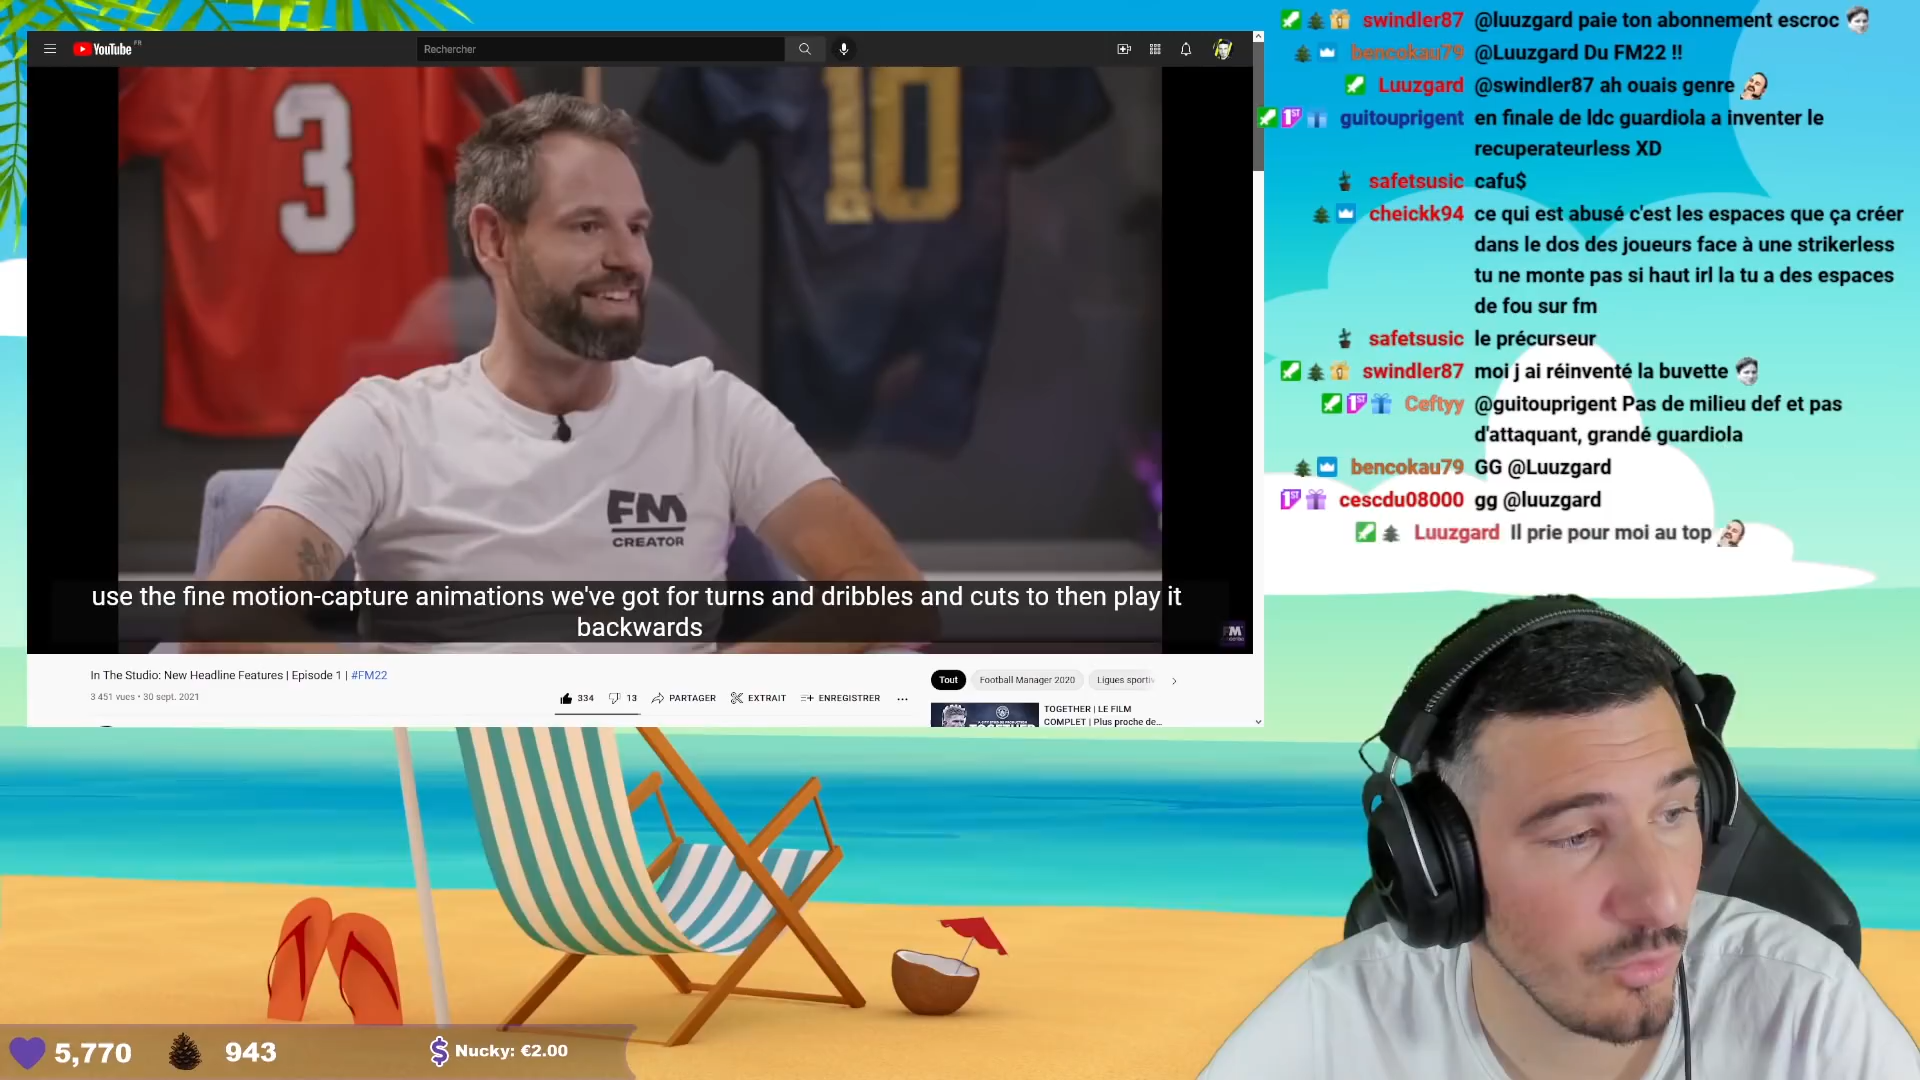 YouTube FR
Rechercher
3
10
FM
CREATOR
use the fine motion-capture animations we've got for turns and dribbles and cuts to then play it
backwards
FM
In The Studio: New Headline Features | Episode 1 | #FM22
3 451 vues • 30 sept. 2021
334
13
PARTAGER
EXTRAIT
ENREGISTRER
Tout
Football Manager 2020
Ligues sporti
TOGETHER | LE FILM
COMPLET | Plus proche de...
swindler87 @luuzgard paie ton abonnement escroc
bencokau79 @Luuzgard Du FM22 !!
Luuzgard @swindler87 ah ouais genre
guitouprigent en finale de ldc guardiola a inventer le
recuperateurless XD
safetsusic cafu$
cheickk94 ce qui est abusé c'est les espaces que ça créer
dans le dos des joueurs face à une strikerless
tu ne monte pas si haut irl la tu a des espaces
de fou sur fm
safetsusic le précurseur
swindler87 moi j ai réinventé la buvette
Ceftyy @guitouprigent Pas de milieu def et pas
d'attaquant, grandé guardiola
bencokau79 GG @Luuzgard
cescdu08000 gg @luuzgard
Luuzgard Il prie pour moi au top
5,770
943
Nucky: €2.00